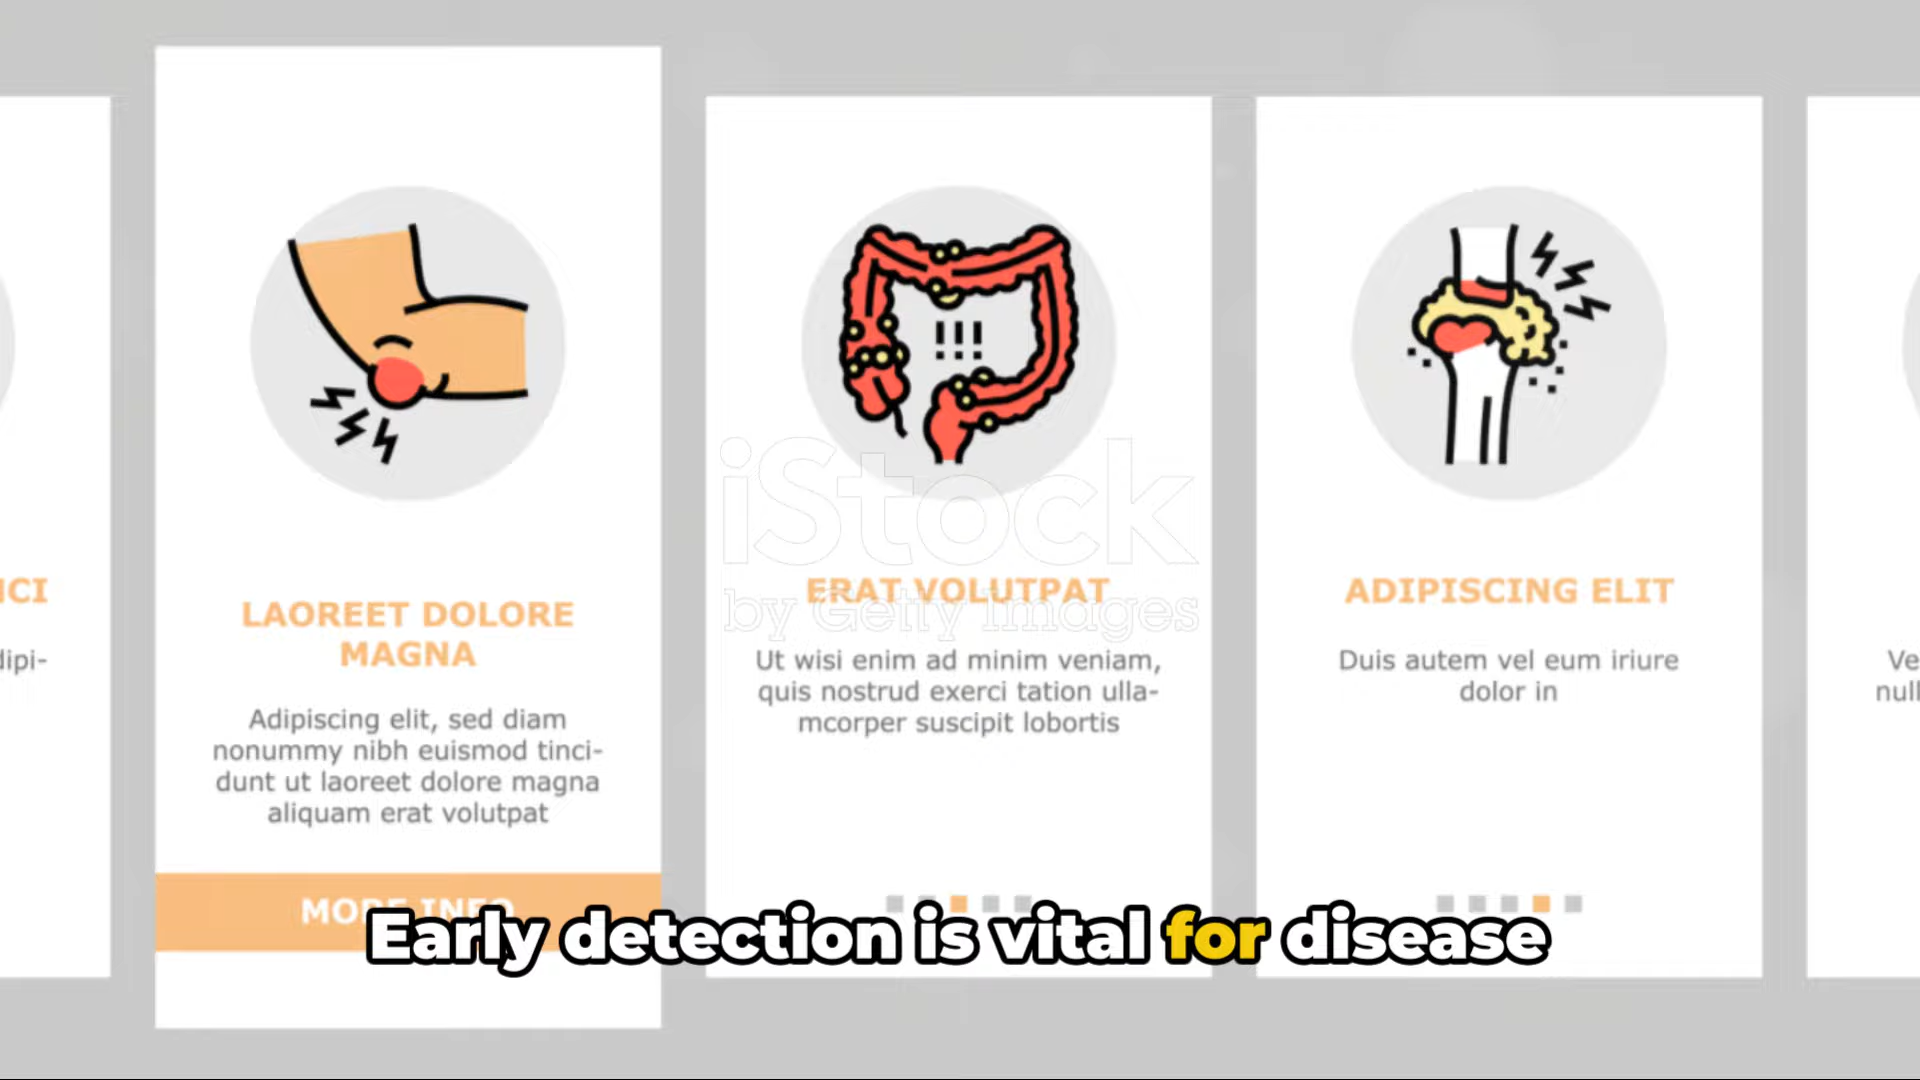 NCI
dipi-
LAOREET DOLORE
MAGNA
Adipiscing elit, sed diam
nonummy nibh euismod tinci-
dunt ut laoreet dolore magna
aliquam erat volutpat
MORE INFO
!!!
iStock
by Getty Images
ERAT VOLUTPAT
Ut wisi enim ad minim veniam,
quis nostrud exerci tation ulla-
mcorper suscipit lobortis
ADIPISCING ELIT
Duis autem vel eum iriure
dolor in
Ve
null
Early detection is vital for disease